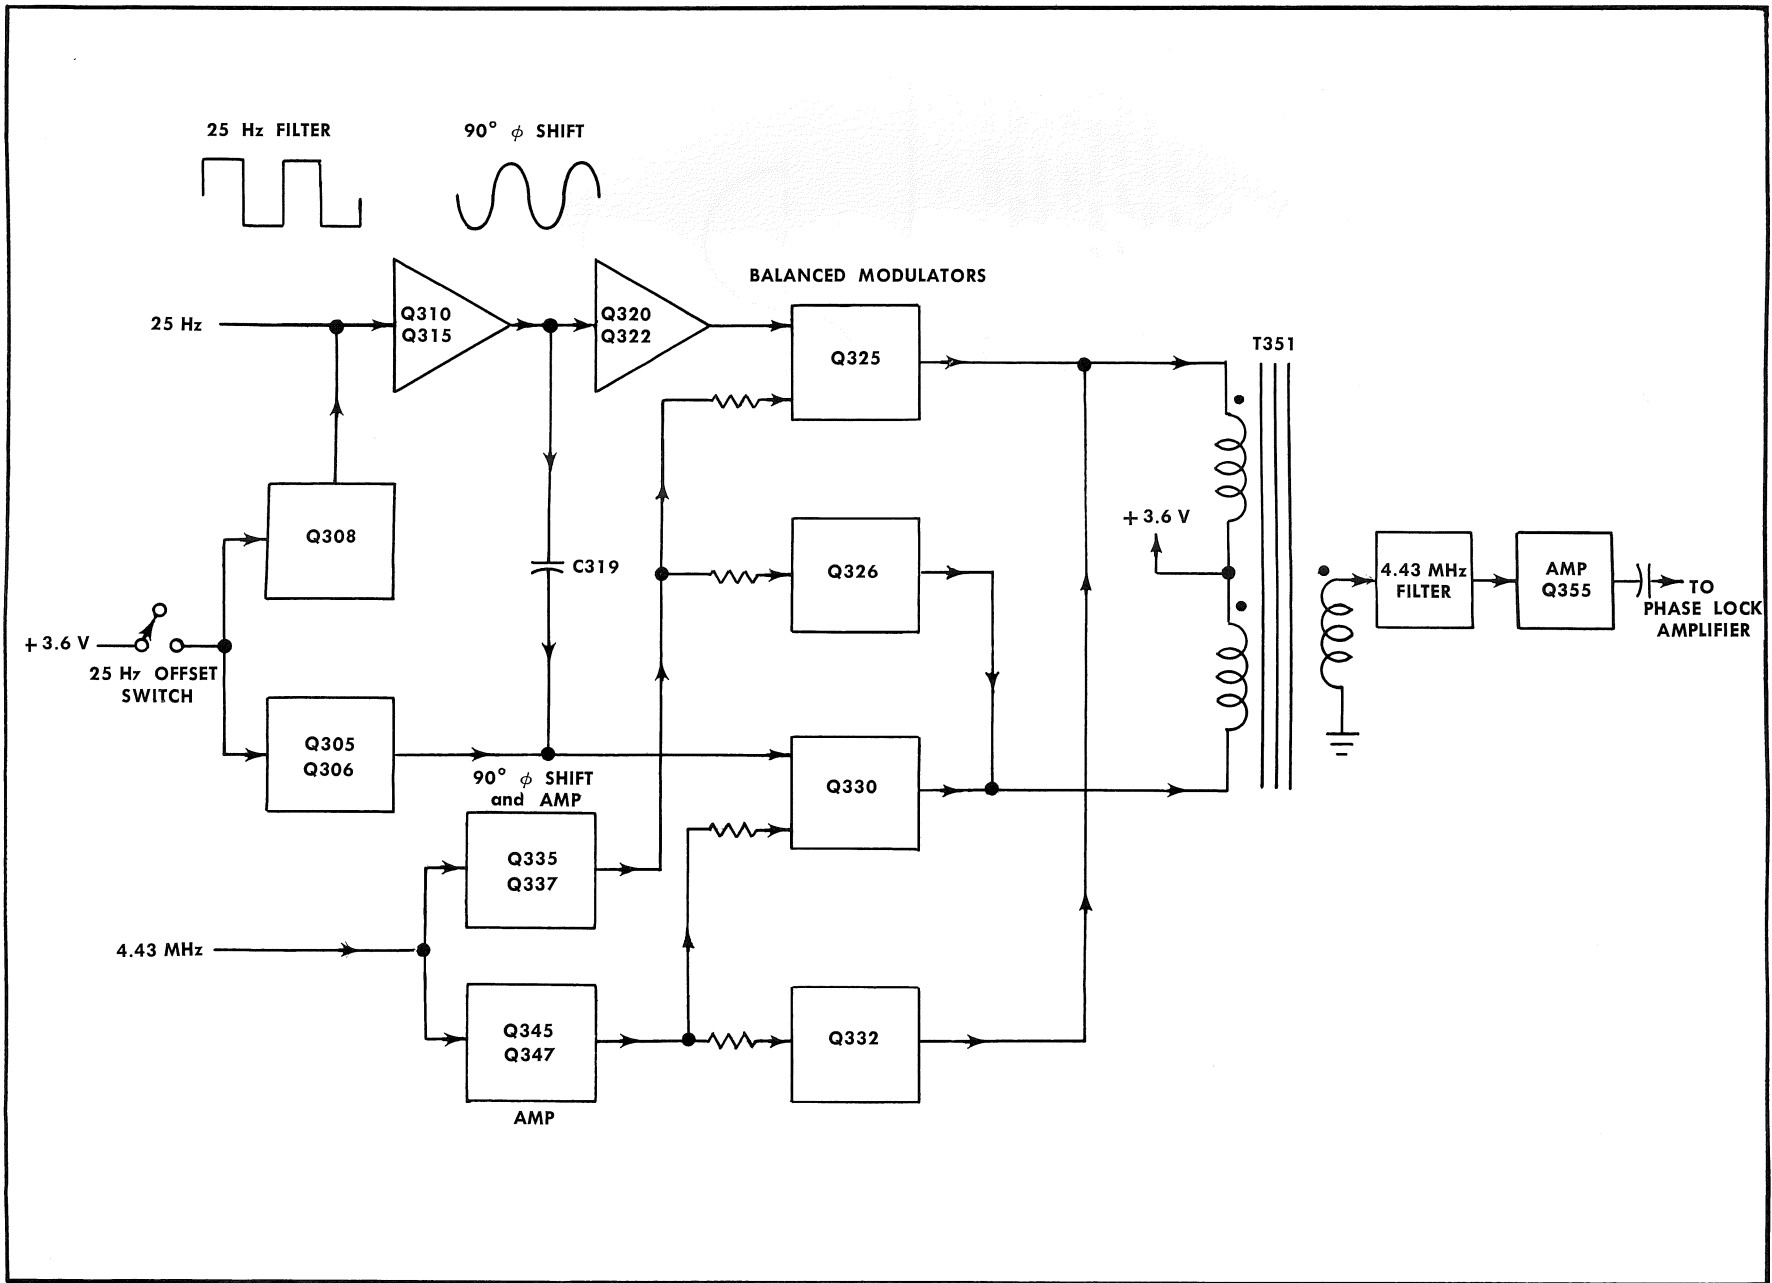 25 Hz FILTER
90° ϕ SHIFT
BALANCED MODULATORS
25 Hz
Q310
Q315
Q320
Q322
Q325
T351
Q308
C319
Q326
+ 3.6 V
4.43 MHz
FILTER
AMP
Q355
TO
PHASE LOCK
AMPLIFIER
+ 3.6 V
25 Hz OFFSET
SWITCH
Q305
Q306
90° ϕ SHIFT
and AMP
Q330
Q335
Q337
4.43 MHz
Q345
Q347
AMP
Q332